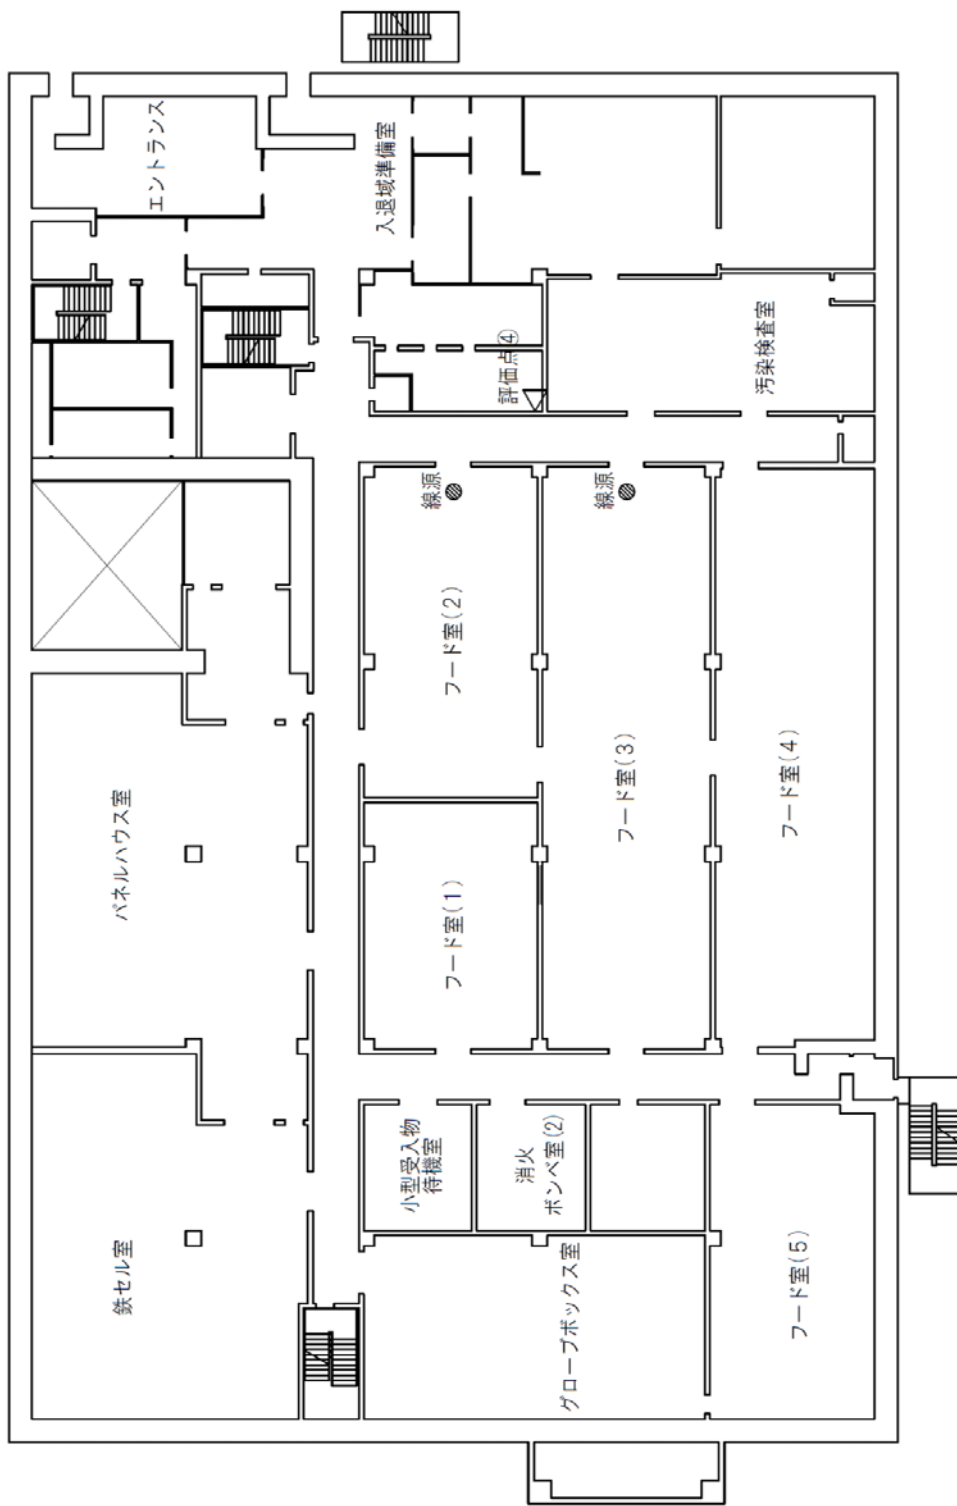 鉄セル室
パネルハウス室
エントランス
入退域準備室
小型受入物
待機室
フード室(1)
フード室(2)
線源
評価点④
グローブボックス室
消火
ボンベ室(2)
フード室(3)
線源
フード室(5)
フード室(4)
汚染検査室